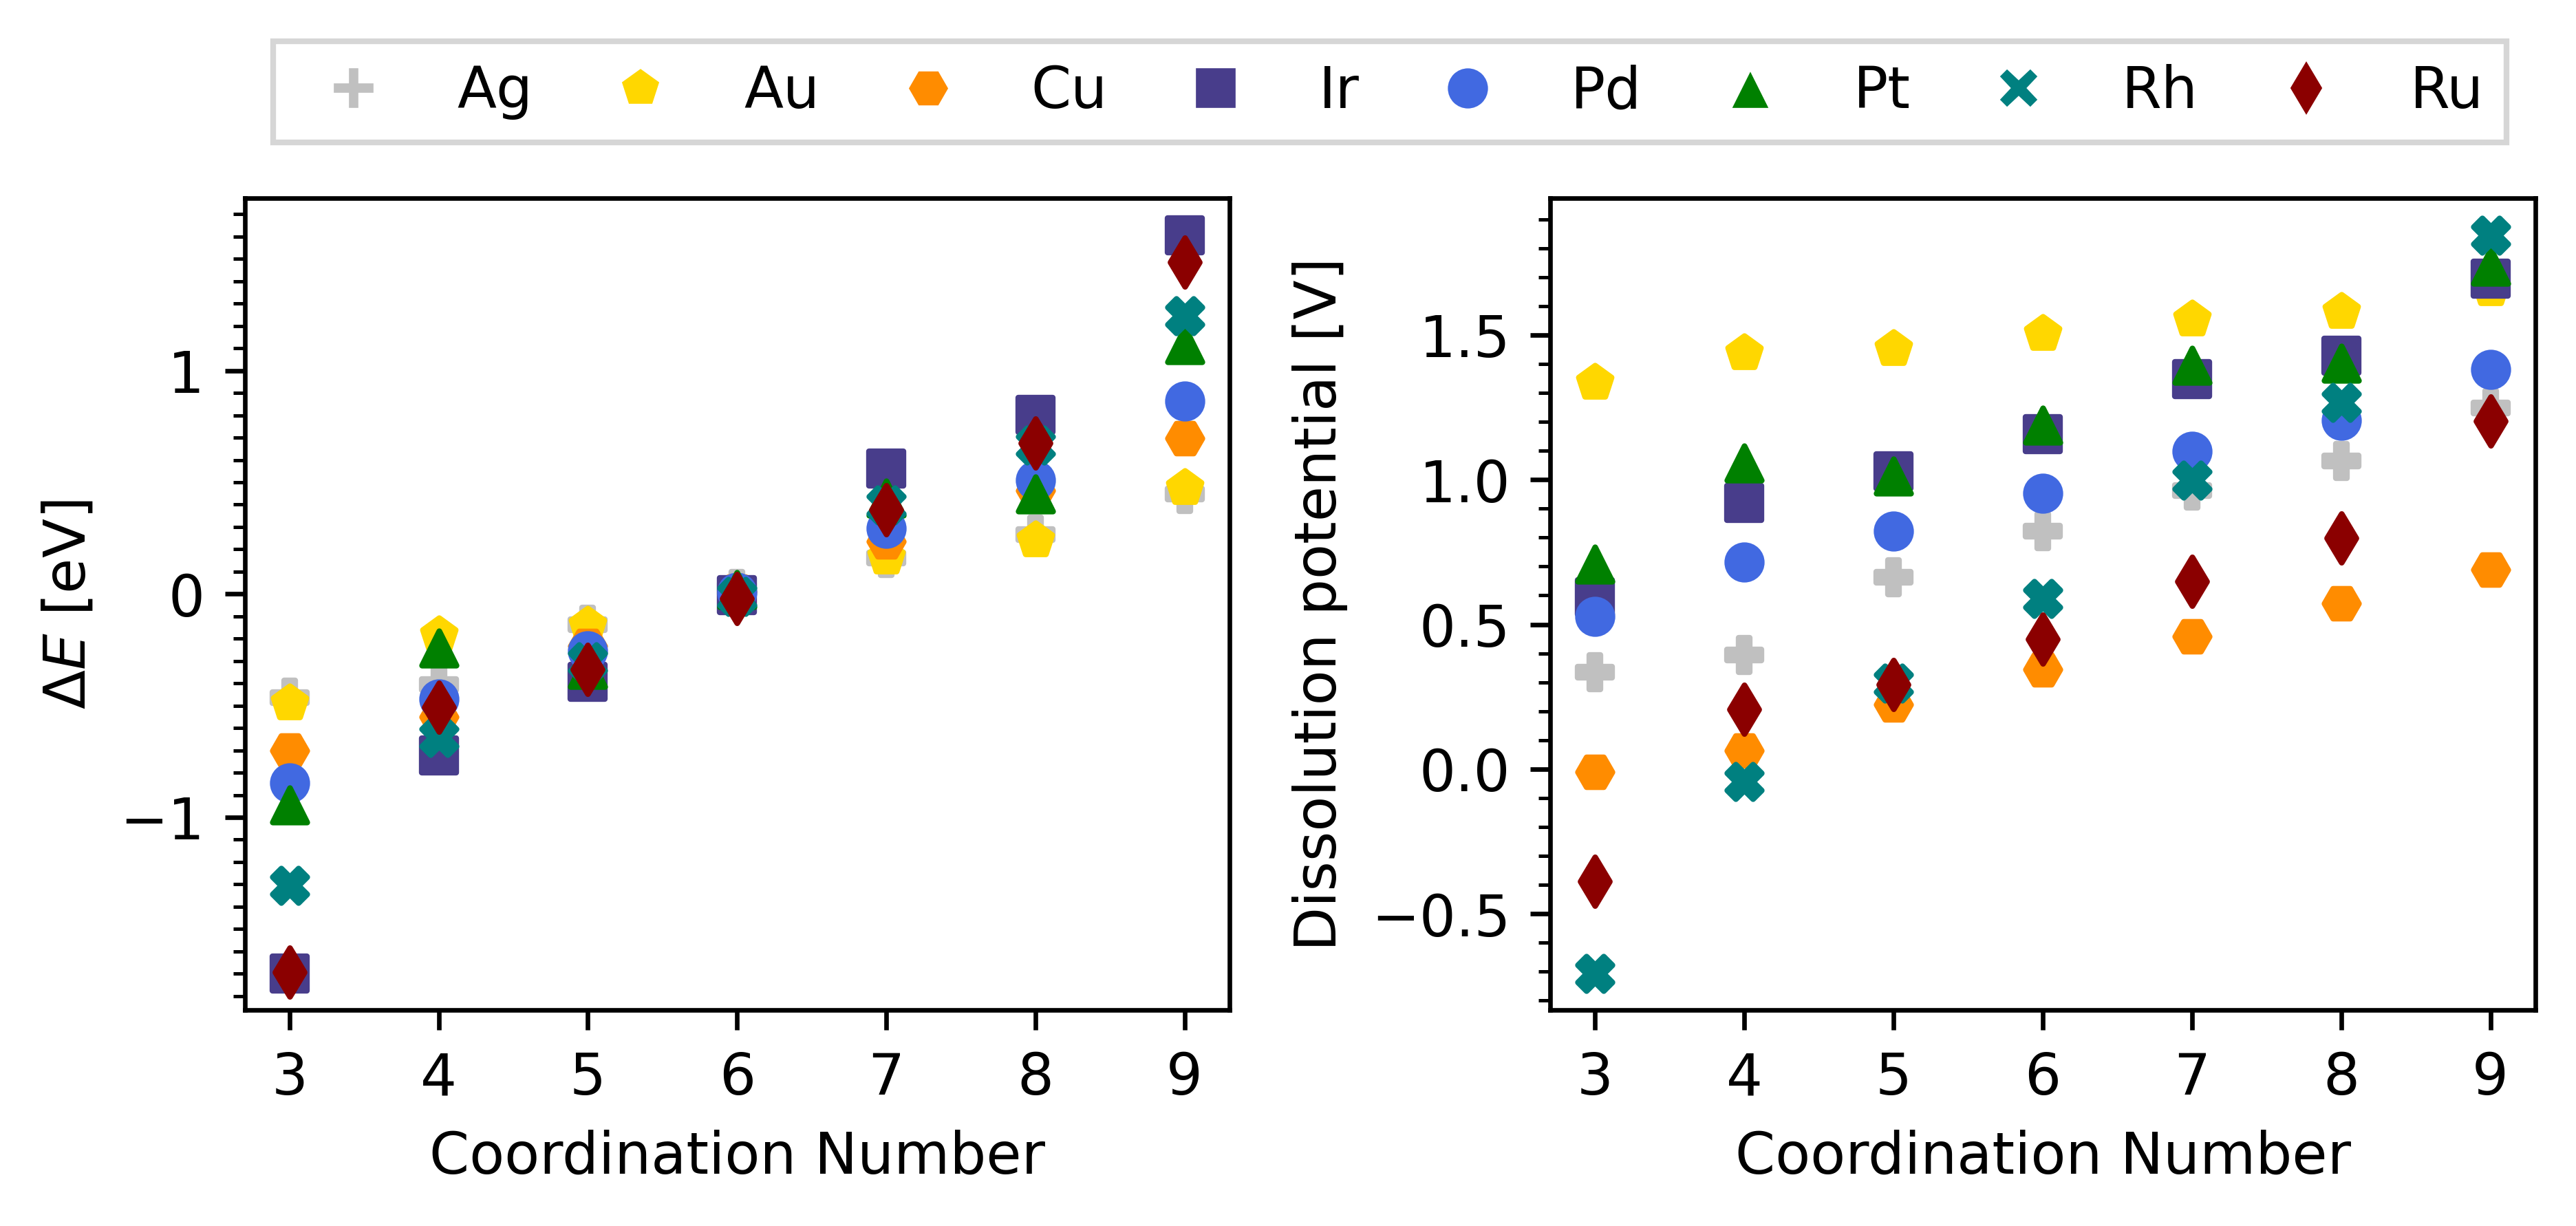 Ag Au Cu Ir Pd Pt Rh Ru
ΔE [eV]
1
0
−1
3 4 5 6 7 8 9
Coordination Number
Dissolution potential [V]
1.5
1.0
0.5
0.0
−0.5
3 4 5 6 7 8 9
Coordination Number